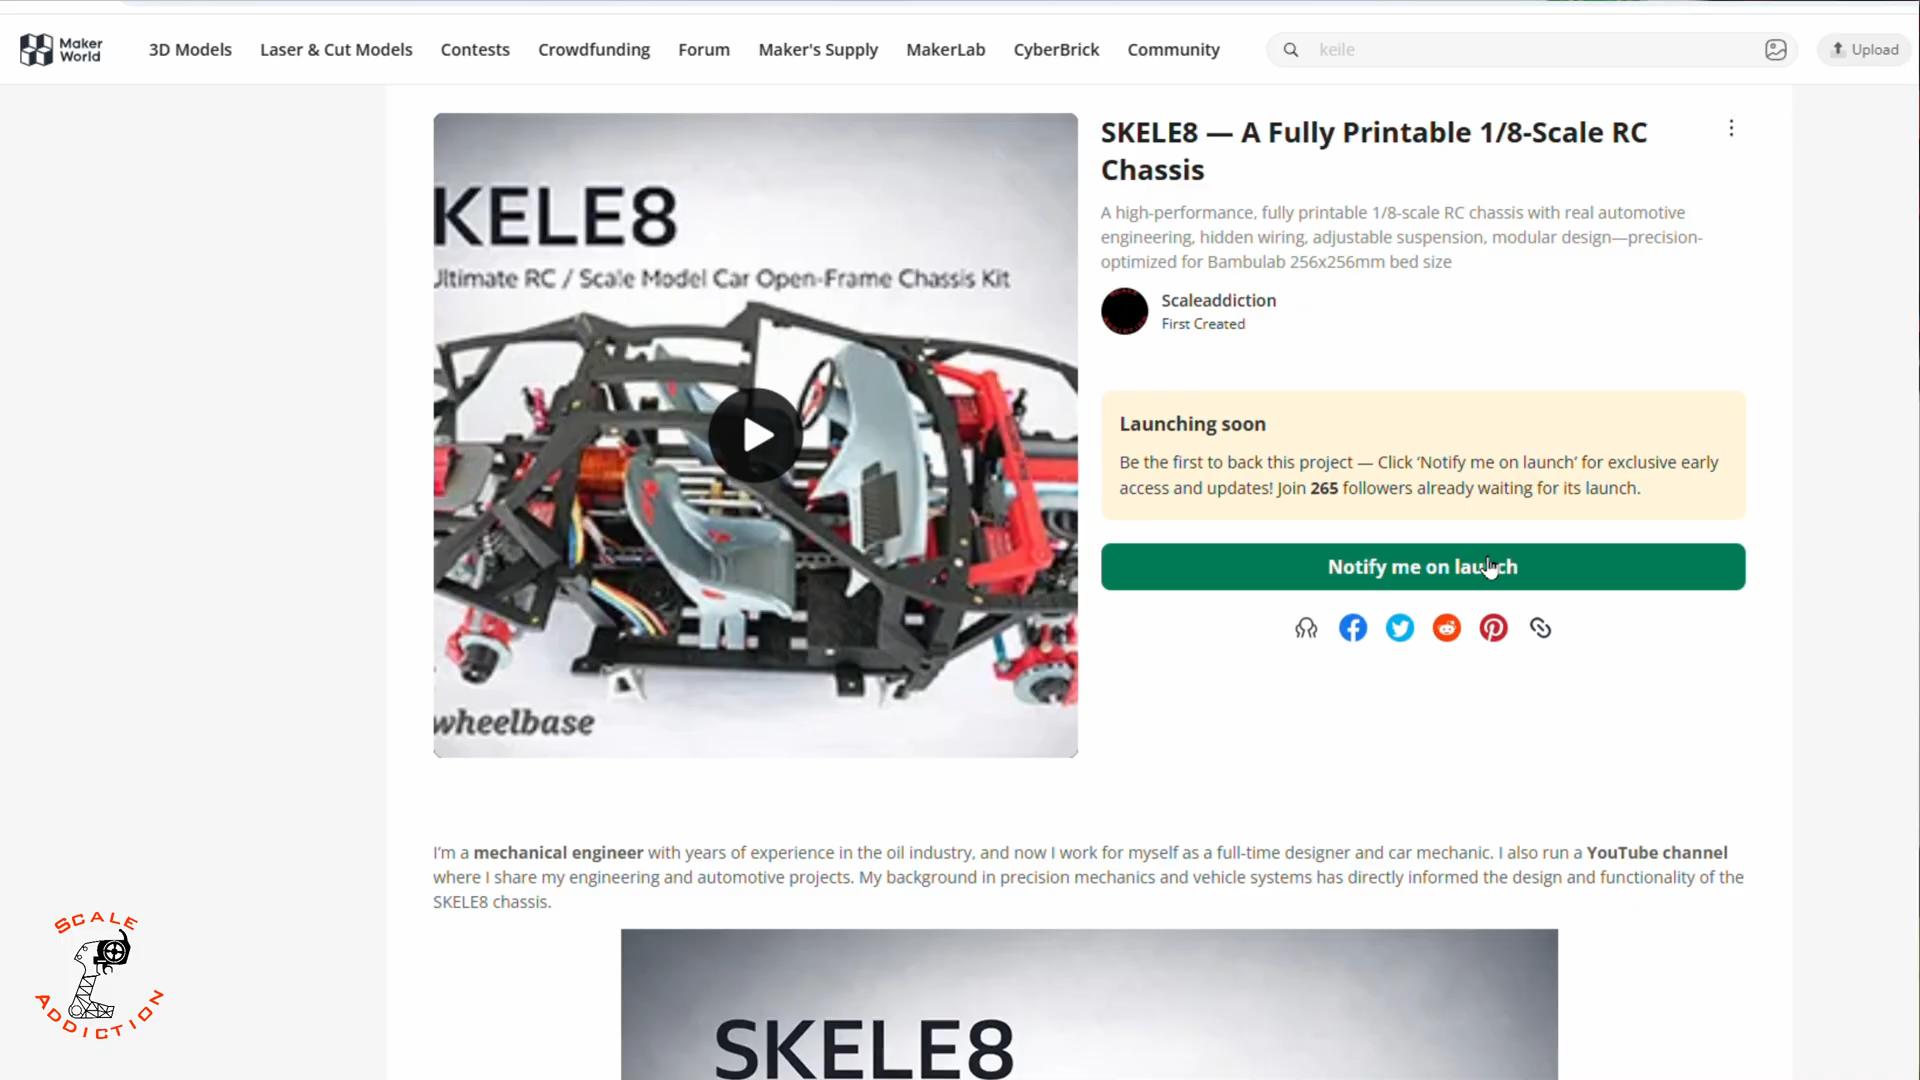 Maker
World
3D Models
Laser & Cut Models
Contests
Crowdfunding
Forum
Maker's Supply
MakerLab
CyberBrick
Community
keile
Upload
KELE8
Ultimate RC / Scale Model Car Open-Frame Chassis Kit
wheelbase
SKELE8 — A Fully Printable 1/8-Scale RC
Chassis
A high-performance, fully printable 1/8-scale RC chassis with real automotive
engineering, hidden wiring, adjustable suspension, modular design—precision-
optimized for Bambulab 256x256mm bed size
Scaleaddiction
First Created
Launching soon
Be the first to back this project — Click ‘Notify me on launch’ for exclusive early
access and updates! Join 265 followers already waiting for its launch.
Notify me on launch
I’m a mechanical engineer with years of experience in the oil industry, and now I work for myself as a full-time designer and car mechanic. I also run a YouTube channel
where I share my engineering and automotive projects. My background in precision mechanics and vehicle systems has directly informed the design and functionality of the
SKELE8 chassis.
SCALE
ADDICTION
SKELE8